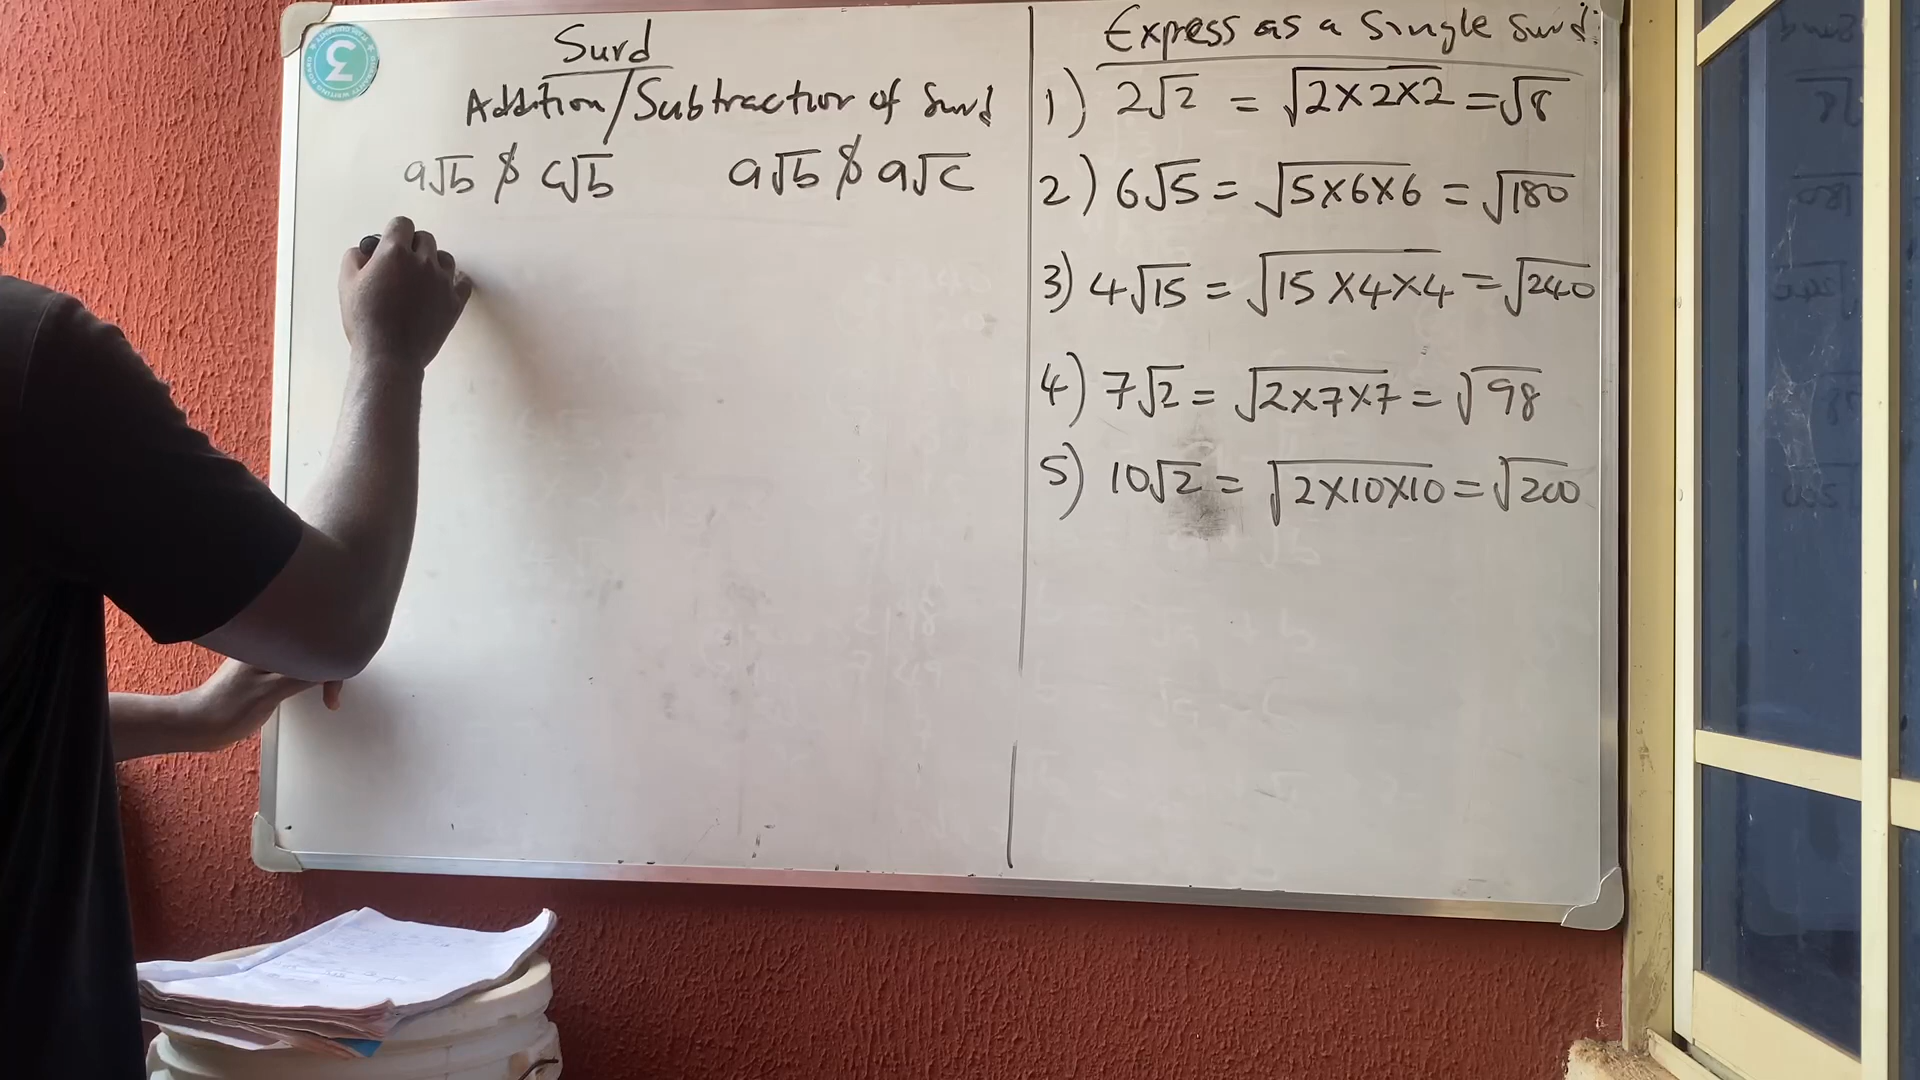 Surd
Addition/Subtraction of Surd
a√b & c√b    a√b & a√c
Express as a Single Surd:
1) 2√2 = √2×2×2 = √8
2) 6√5 = √5×6×6 = √180
3) 4√15 = √15×4×4 = √240
4) 7√2 = √2×7×7 = √98
5) 10√2 = √2×10×10 = √200